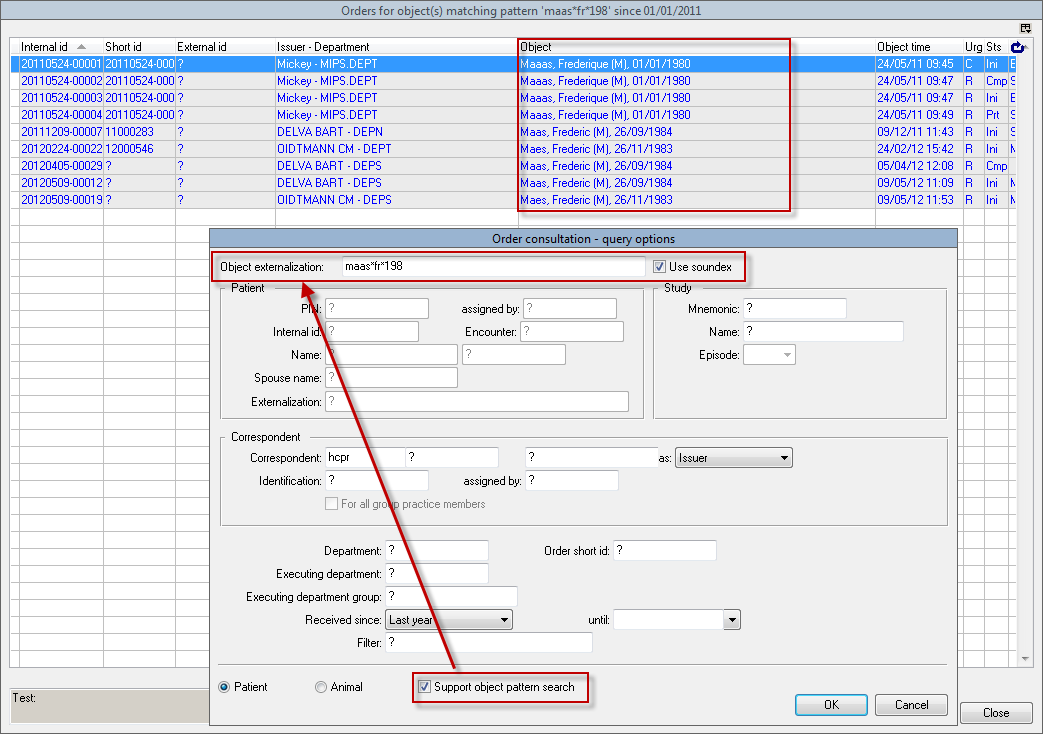 Orders for object(s) matching pattern 'maas*fr*198' since 01/01/2011
Internal id Short id External id Issuer - Department Object Object time Urg Sts
20110524-00001 20110524-000 ? Mickey - MIPS.DEPT Maaas, Frederique (M), 01/01/1980 24/05/11 09:45 C Ini E
20110524-00002 20110524-000 ? Mickey - MIPS.DEPT Maaas, Frederique (M), 01/01/1980 24/05/11 09:47 R Cmp S
20110524-00003 20110524-000 ? Mickey - MIPS.DEPT Maaas, Frederique (M), 01/01/1980 24/05/11 09:47 R Ini E
20110524-00004 20110524-000 ? Mickey - MIPS.DEPT Maaas, Frederique (M), 01/01/1980 24/05/11 09:49 R Prt S
20111209-00007 11000283 ? DELVA BART - DEPN Maas, Frederic (M), 26/09/1984 09/12/11 11:43 R Ini S
20120224-00022 12000546 ? OIDTMANN CM - DEPT Maes, Frederic (M), 26/11/1983 24/02/12 15:42 R Ini
20120405-00029 ? ? DELVA BART - DEPS Maas, Frederic (M), 26/09/1984 05/04/12 12:08 R Cmp
20120509-00012 ? ? DELVA BART - DEPS Maas, Frederic (M), 26/09/1984 09/05/12 11:09 R Ini
20120509-00019 ? ? OIDTMANN CM - DEPS Maes, Frederic (M), 26/11/1983 09/05/12 11:53 R Ini
Order consultation - query options
Object externalization: maas*fr*198 Use soundex
Patient Study
PIN: ? assigned by: ? Mnemonic: ?
Internal id: ? Encounter: ? Name: ?
Name: ? ? Episode:
Spouse name: ?
Externalization: ?
Correspondent
Correspondent: hcpr ? ? as: Issuer
Identification: ? assigned by: ?
For all group practice members
Department: ? Order short id: ?
Executing department: ?
Executing department group: ?
Received since: Last year until:
Filter: ?
Patient Animal Support object pattern search
Test:
OK Cancel Close